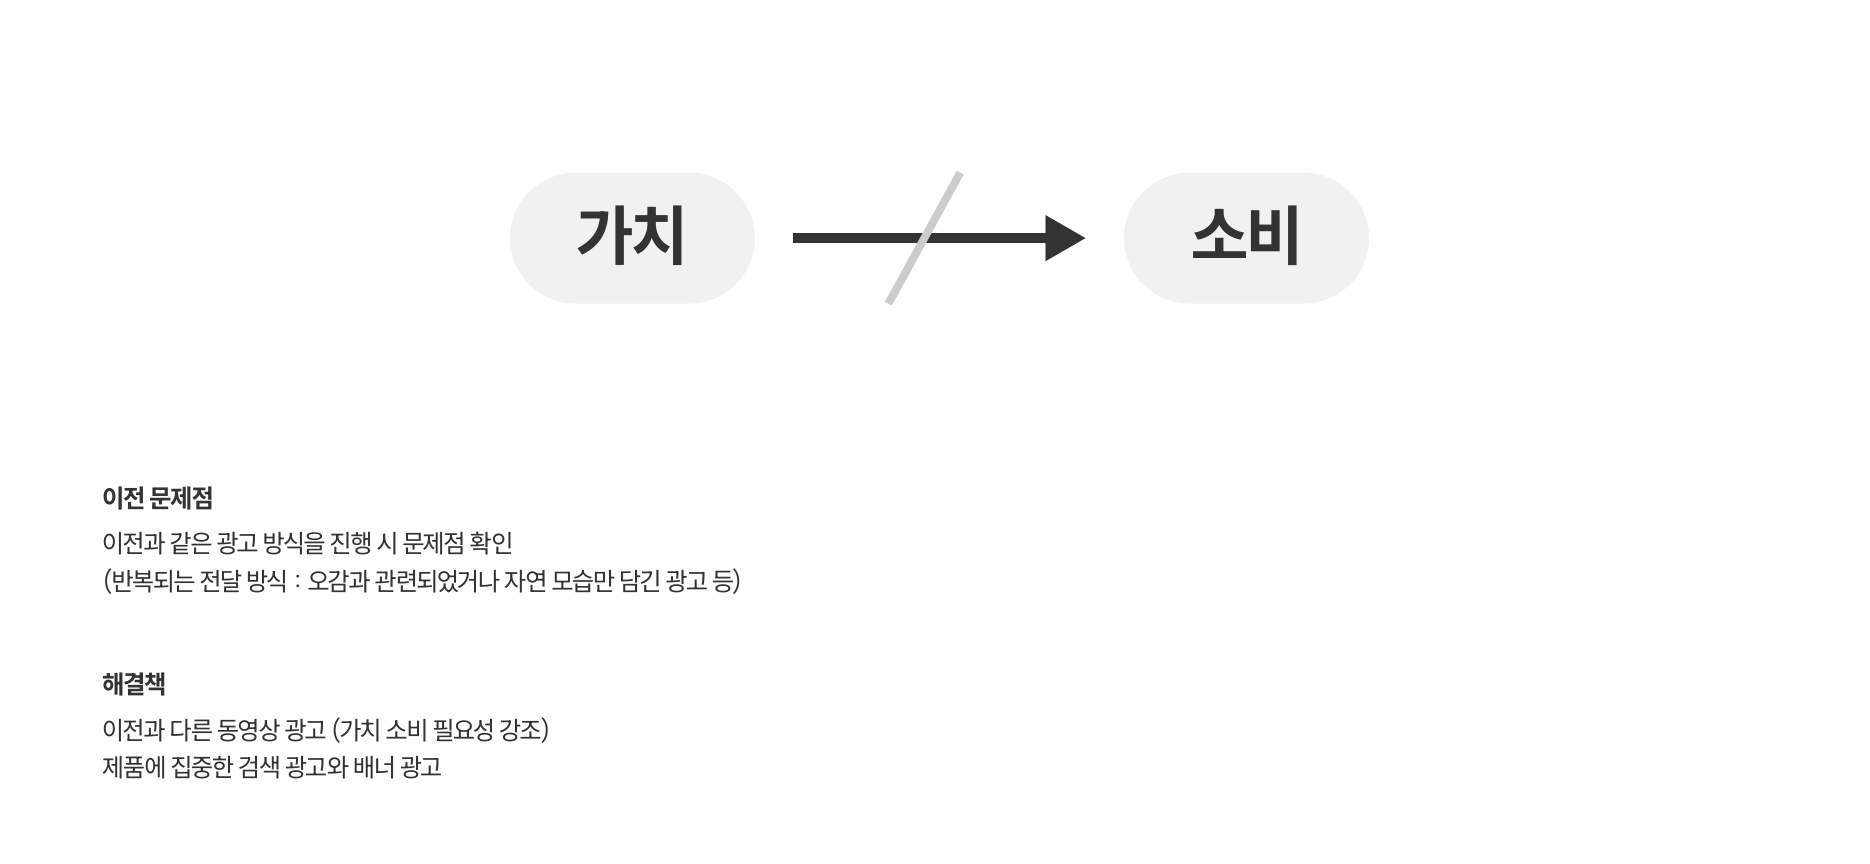 가치
소비
이전 문제점
이전과 같은 광고 방식을 진행 시 문제점 확인
(반복되는 전달 방식 : 오감과 관련되었거나 자연 모습만 담긴 광고 등)
해결책
이전과 다른 동영상 광고 (가치 소비 필요성 강조)
제품에 집중한 검색 광고와 배너 광고